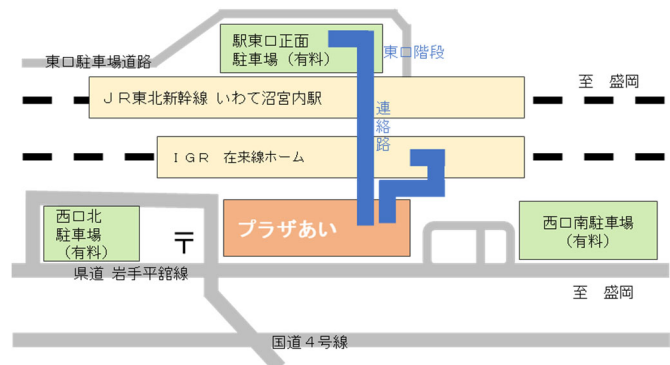 駅東口正面
駐車場（有料）
東口階段
東口駐車場道路
至　盛岡
ＪＲ東北新幹線 いわて沼宮内駅
連絡路
ＩＧＲ　在来線ホーム
西口北
駐車場
（有料）
〒
プラザあい
西口南駐車場
（有料）
県道 岩手平舘線
至　盛岡
国道４号線